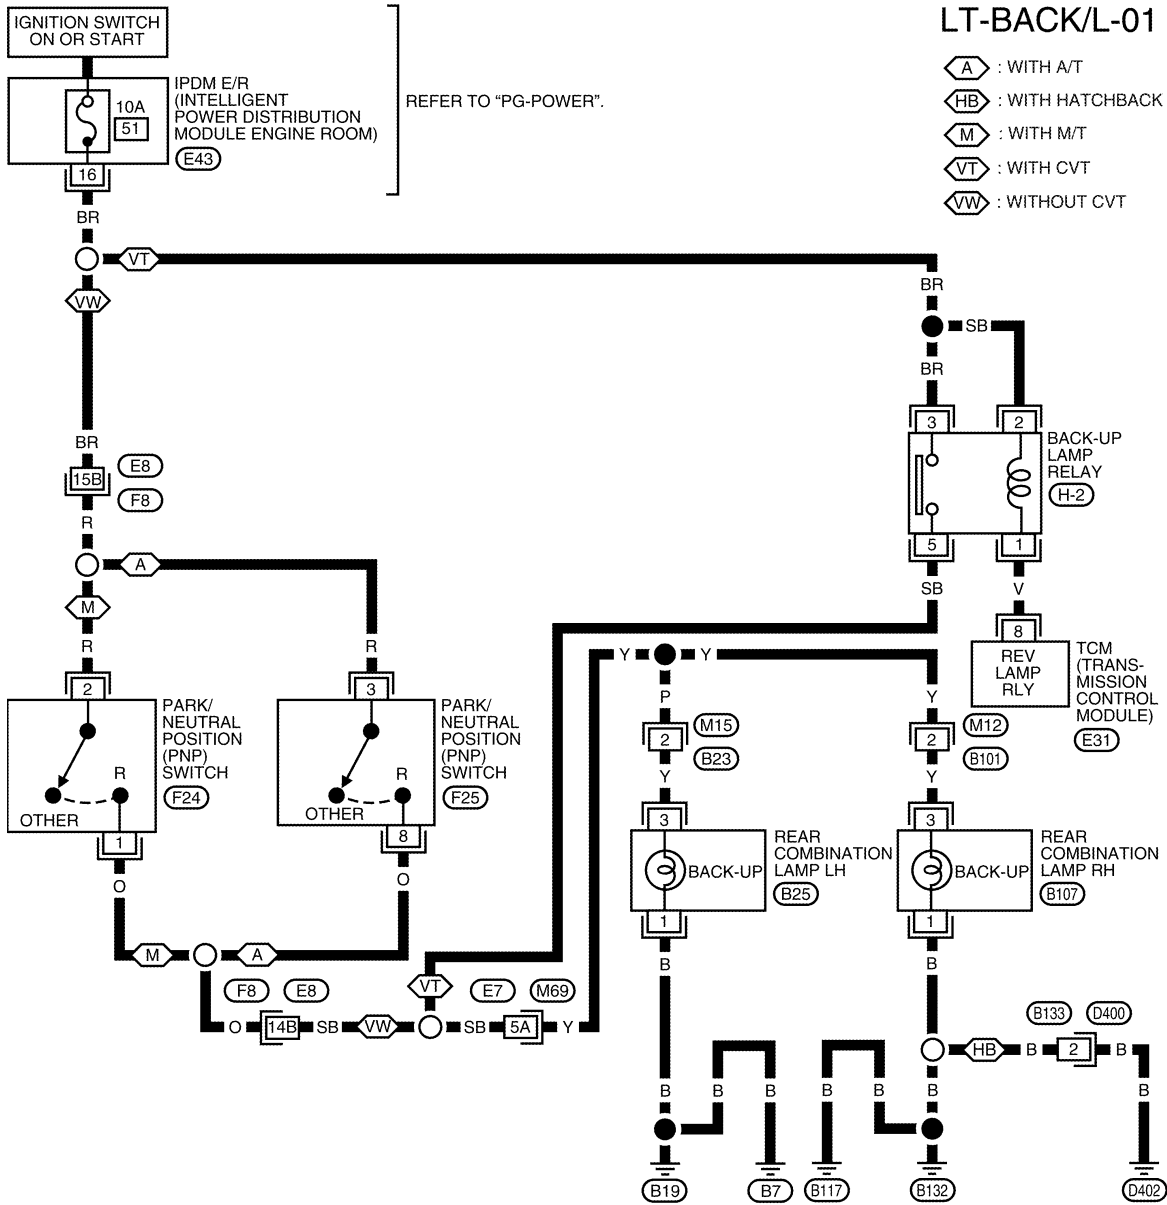 LT-BACK/L-01
IGNITION SWITCH
ON OR START
IPDM E/R
(INTELLIGENT
POWER DISTRIBUTION
MODULE ENGINE ROOM)
E43
10A
51
16
REFER TO “PG-POWER”.
A : WITH A/T
HB : WITH HATCHBACK
M : WITH M/T
VT : WITH CVT
VW : WITHOUT CVT
BR
VT
VW
BR
SB
BR
3
2
BACK-UP
LAMP
RELAY
H-2
BR
15B
E8
F8
R
5
1
A
SB
V
M
R
R
8
REV
LAMP
RLY
TCM
(TRANS-
MISSION
CONTROL
MODULE)
E31
Y
Y
P
Y
2
PARK/
NEUTRAL
POSITION
(PNP)
SWITCH
F24
R
OTHER
1
3
PARK/
NEUTRAL
POSITION
(PNP)
SWITCH
F25
R
OTHER
8
2
M15
B23
Y
2
M12
B101
Y
3
BACK-UP
REAR
COMBINATION
LAMP LH
B25
1
3
BACK-UP
REAR
COMBINATION
LAMP RH
B107
1
O
O
M
A
B
B
F8
E8
VT
E7
M69
O
14B
SB
VW
SB
5A
Y
B133
D400
HB
B
2
B
B
B
B
B
B
B
B19
B7
B117
B132
D402